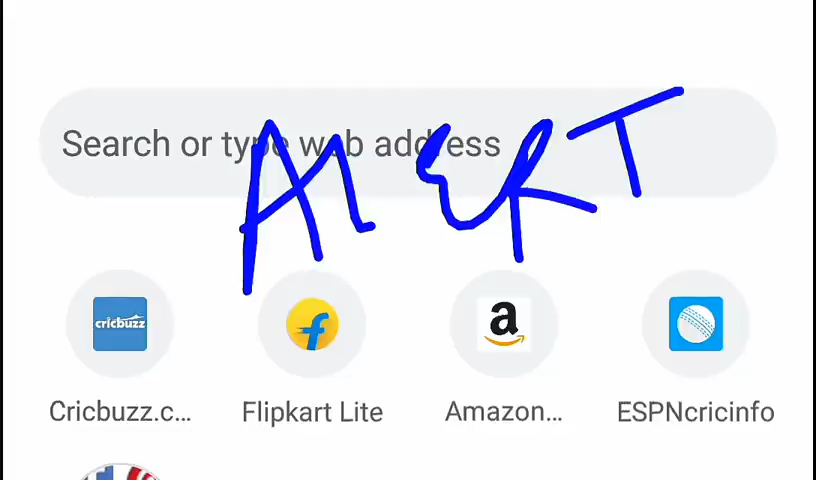 Search or type web address
ALERT
cricbuzz
f
a
Cricbuzz.c...
Flipkart Lite
Amazon...
ESPNcricinfo